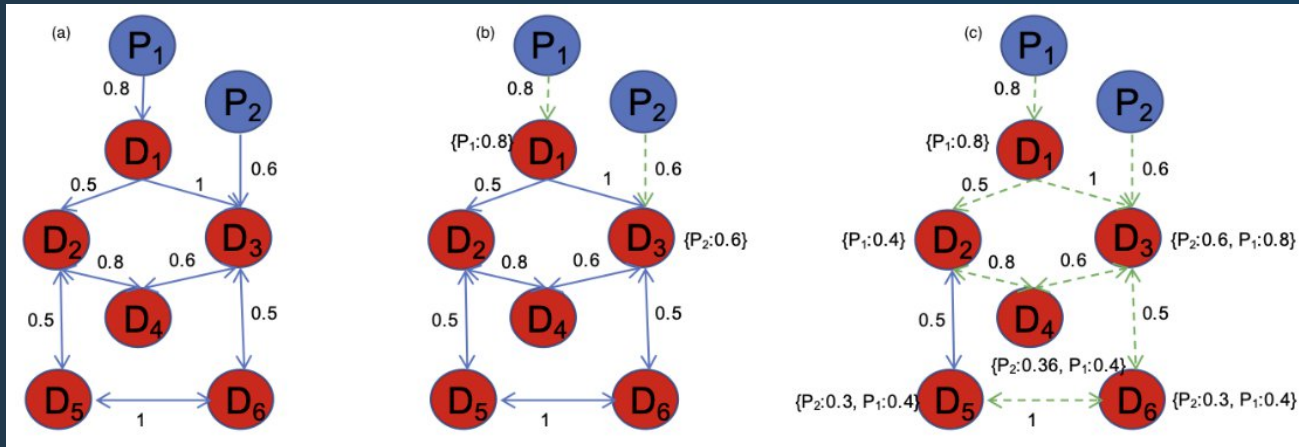 (a)
P1
0.8
P2
D1
0.6
0.5
1
D2
D3
0.8
0.6
D4
0.5
0.5
D5
D6
1
(b)
P1
0.8
P2
{P1:0.8}
D1
0.6
0.5
1
D2
D3
{P2:0.6}
0.8
0.6
D4
0.5
0.5
D5
D6
1
(c)
P1
0.8
P2
{P1:0.8}
D1
0.6
0.5
1
{P1:0.4}
D2
D3
{P2:0.6, P1:0.8}
0.8
0.6
D4
0.5
0.5
{P2:0.36, P1:0.4}
{P2:0.3, P1:0.4}
D5
D6
{P2:0.3, P1:0.4}
1